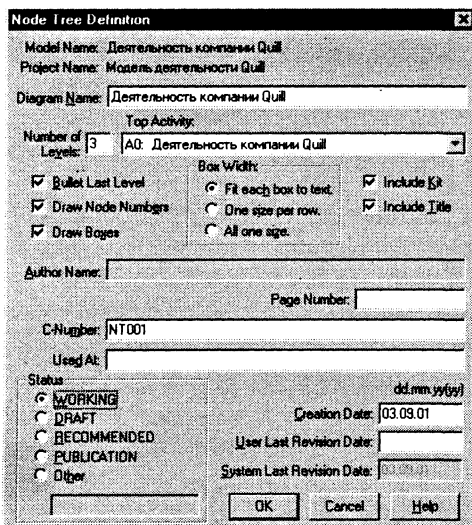 Node Tree Definition
Model Name: Деятельность компании Quill
Project Name: Модель деятельности Quill
Diagram Name: Деятельность компании Quill
Top Activity:
Number of Levels: 3 A0: Деятельность компании Quill
Box Width:
Bullet Last Level Fit each box to text. Include Kit
Draw Node Numbers One size per row. Include Title
Draw Boxes All one size.
Author Name:
Page Number:
C-Number: NT001
Used At:
Status dd.mm.yy(yy)
WORKING Creation Date: 03.09.01
DRAFT
RECOMMENDED User Last Revision Date:
PUBLICATION
Other System Last Revision Date: 03.09.01
OK Cancel Help